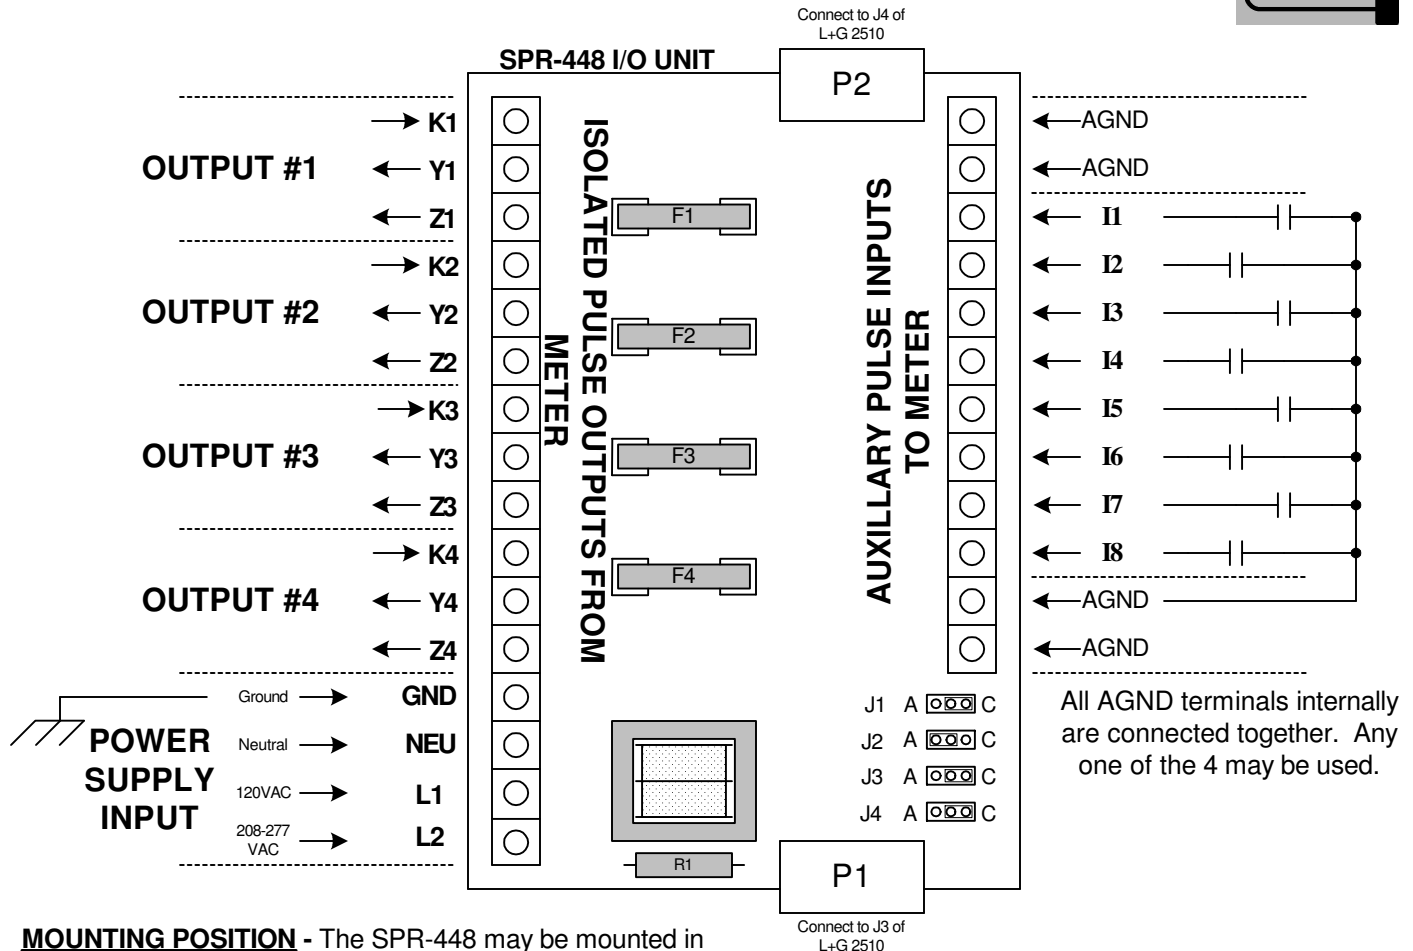 Connect to J4 of
L+G 2510
SPR-448 I/O UNIT
P2
OUTPUT #1
K1
Y1
Z1
OUTPUT #2
K2
Y2
Z2
OUTPUT #3
K3
Y3
Z3
OUTPUT #4
K4
Y4
Z4
POWER
SUPPLY
INPUT
Ground
GND
Neutral
NEU
120VAC
L1
208-277
VAC
L2
ISOLATED PULSE OUTPUTS FROM
METER
F1
F2
F3
F4
R1
AUXILLARY PULSE INPUTS
TO METER
AGND
AGND
I1
I2
I3
I4
I5
I6
I7
I8
AGND
AGND
J1 A C
J2 A C
J3 A C
J4 A C
All AGND terminals internally
are connected together. Any
one of the 4 may be used.
P1
Connect to J3 of
L+G 2510
MOUNTING POSITION - The SPR-448 may be mounted in